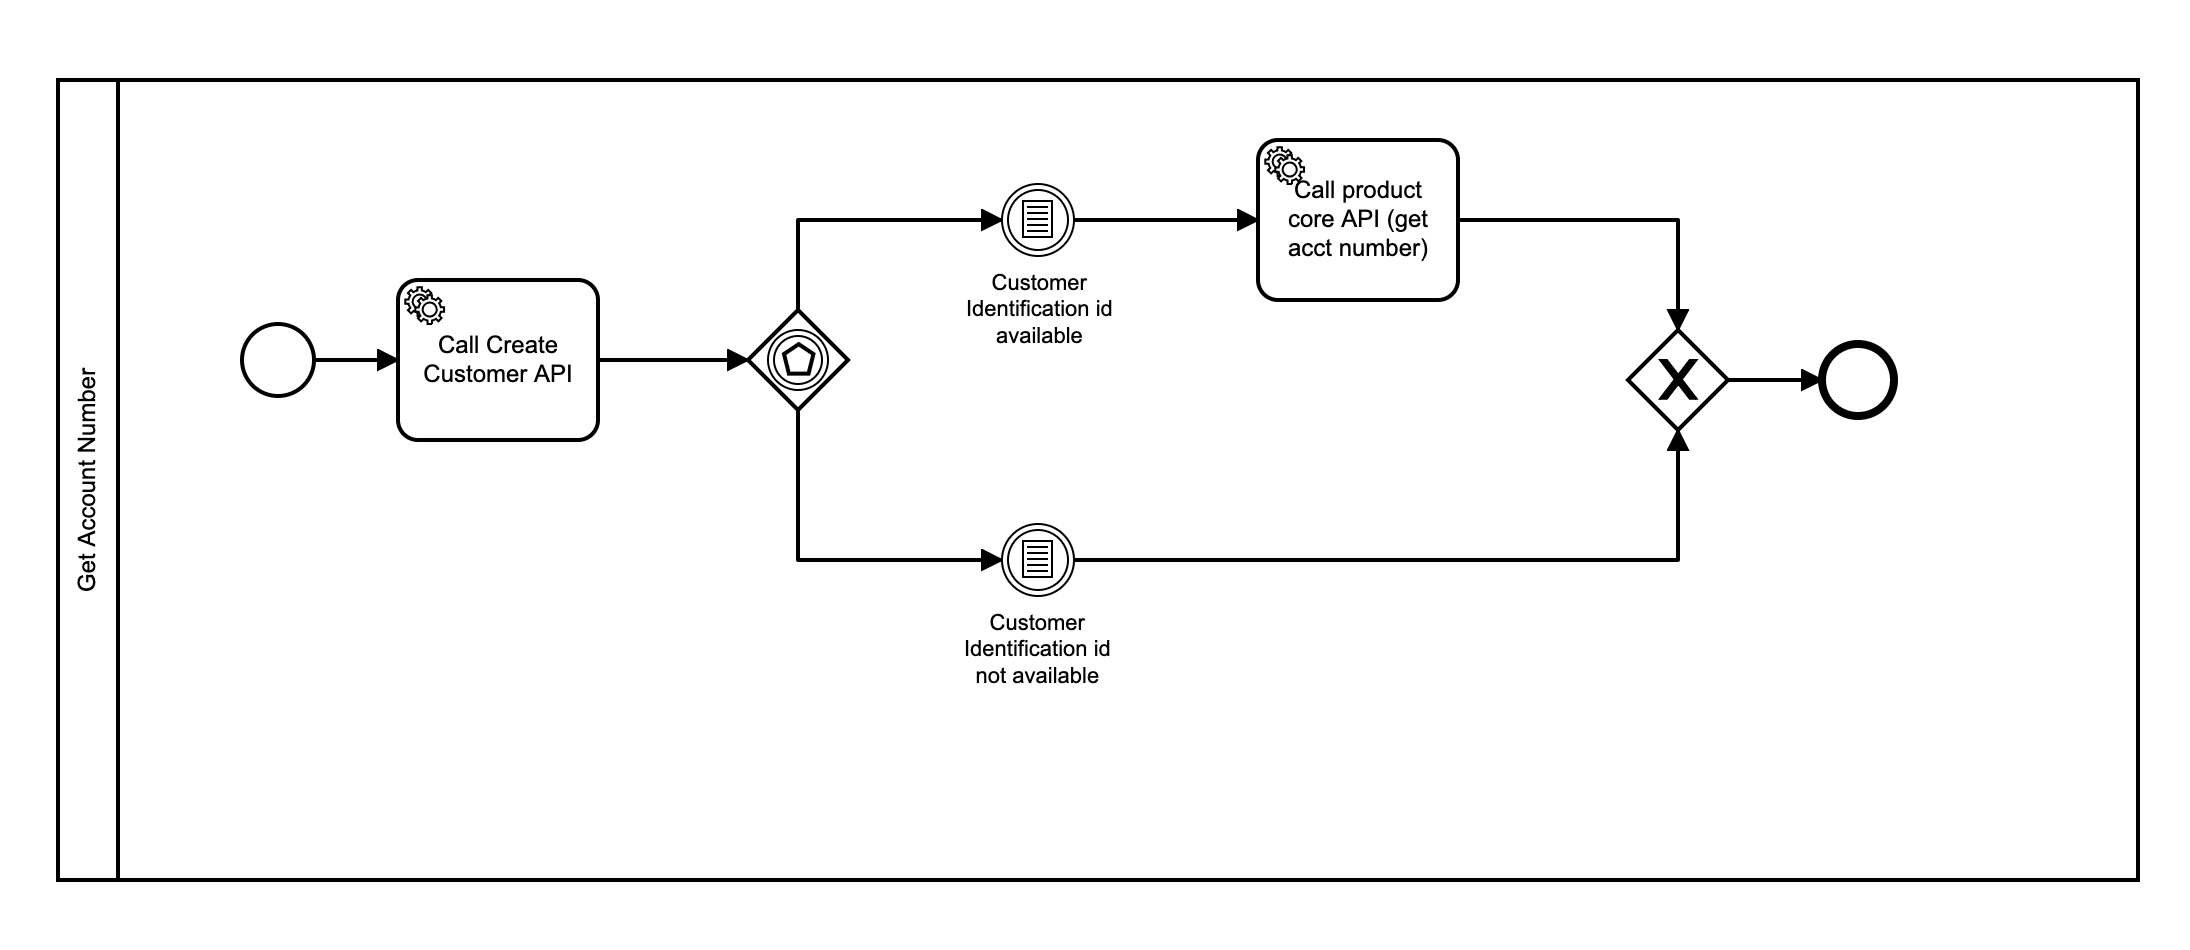 Get Account Number
Call Create
Customer API
Customer
Identification id
available
Call product
core API (get
acct number)
Customer
Identification id
not available